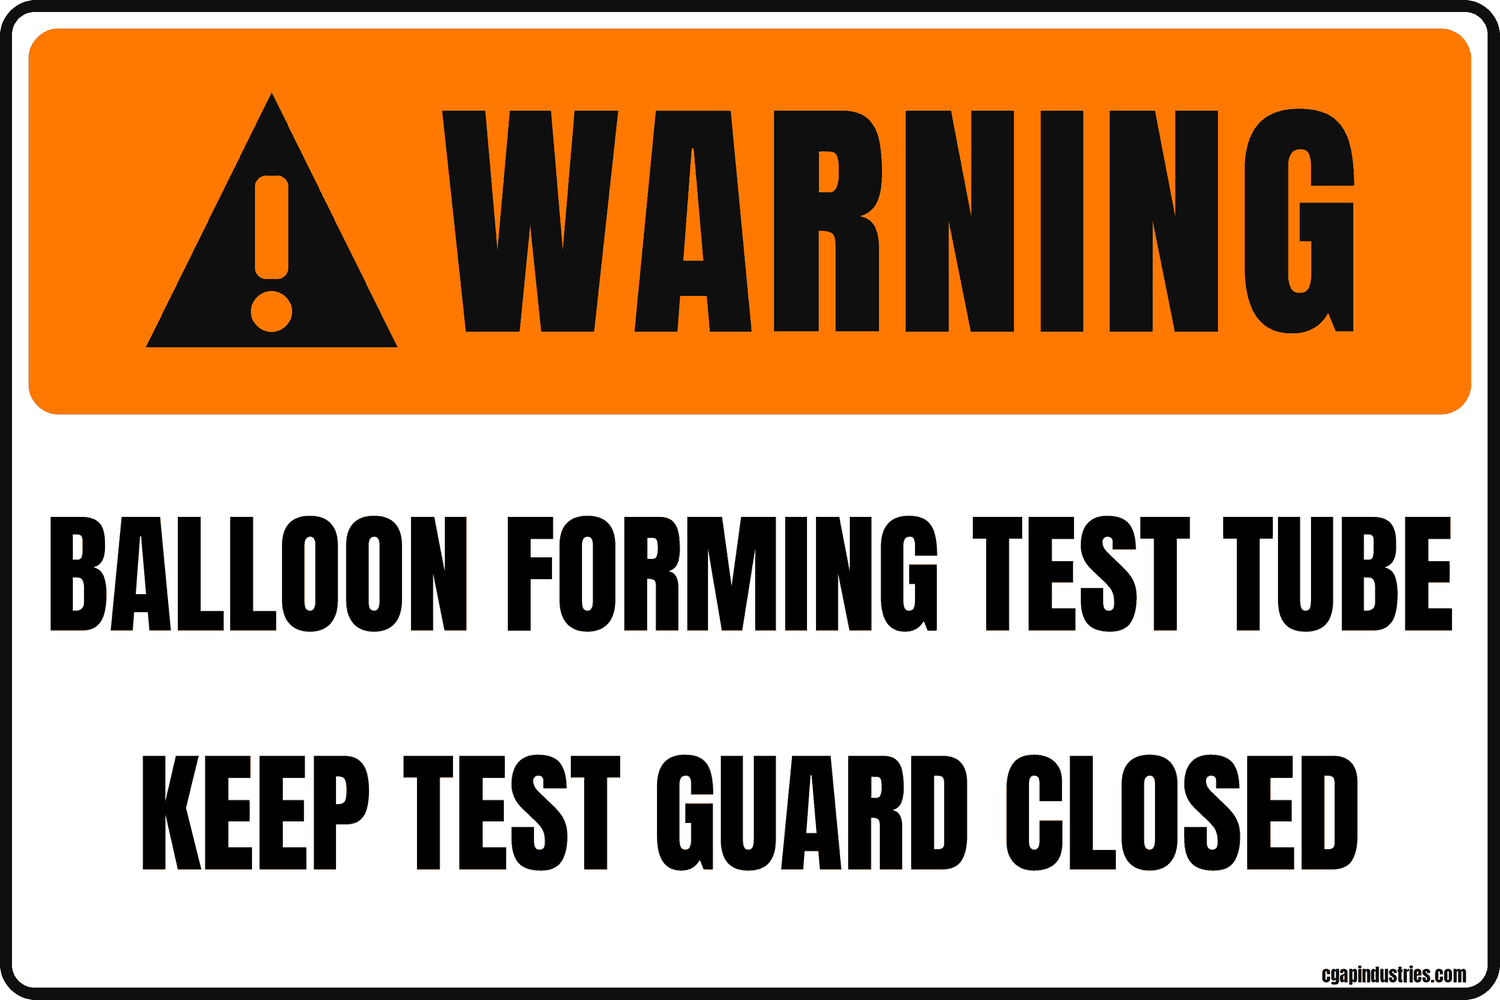 WARNING
BALLOON FORMING TEST TUBE
KEEP TEST GUARD CLOSED
cgapindustries.com